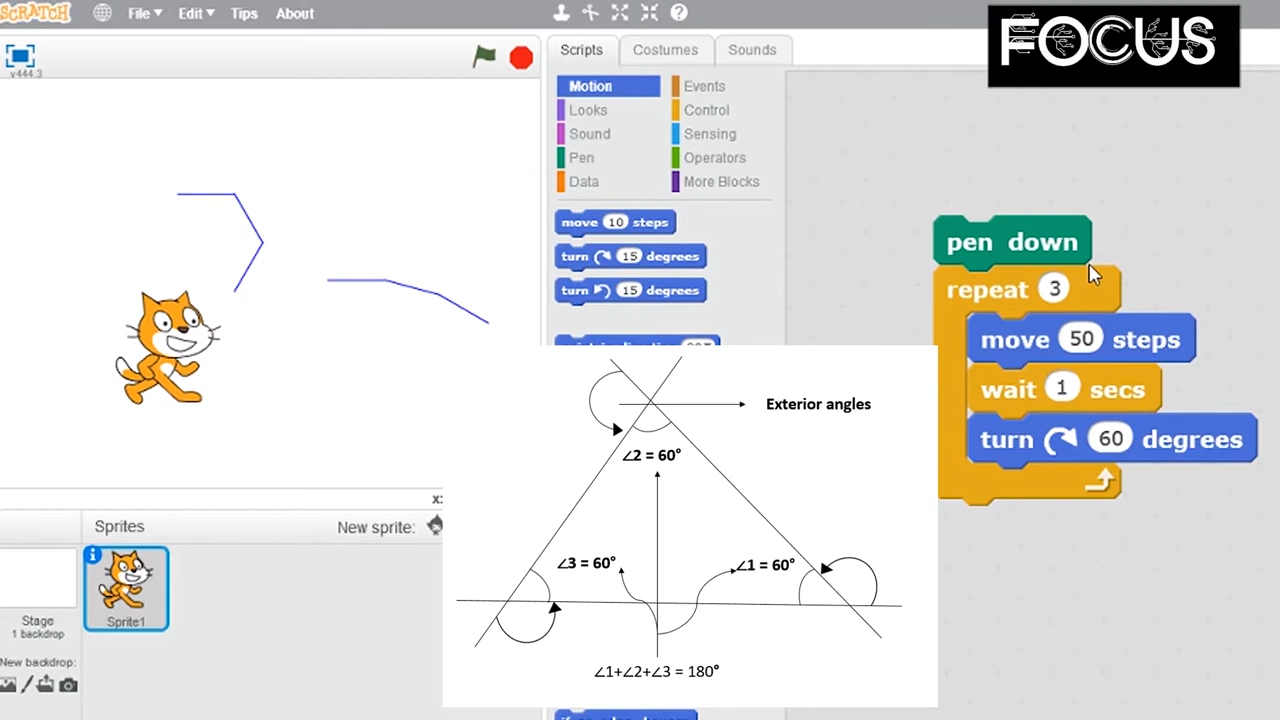 SCRATCH
File▼ Edit▼ Tips About
FOCUS
v444.3
Scripts Costumes Sounds
Motion Events
Looks Control
Sound Sensing
Pen Operators
Data More Blocks
move 10 steps
turn 15 degrees
turn 15 degrees
pen down
repeat 3
move 50 steps
wait 1 secs
turn 60 degrees
Exterior angles
∠2 = 60°
∠3 = 60°
∠1 = 60°
∠1+∠2+∠3 = 180°
x:
Sprites New sprite:
Sprite1
Stage
1 backdrop
New backdrop: